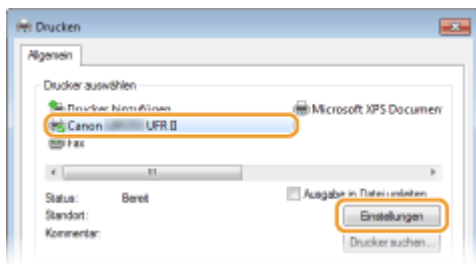 Drucken
Allgemein
Drucker auswählen
Drucker hinzufügen
Microsoft XPS Documen
Canon UFR II
Fax
Status: Bereit
Standort:
Kommentar:
Ausgabe in Datei umleiten
Einstellungen
Drucker suchen...